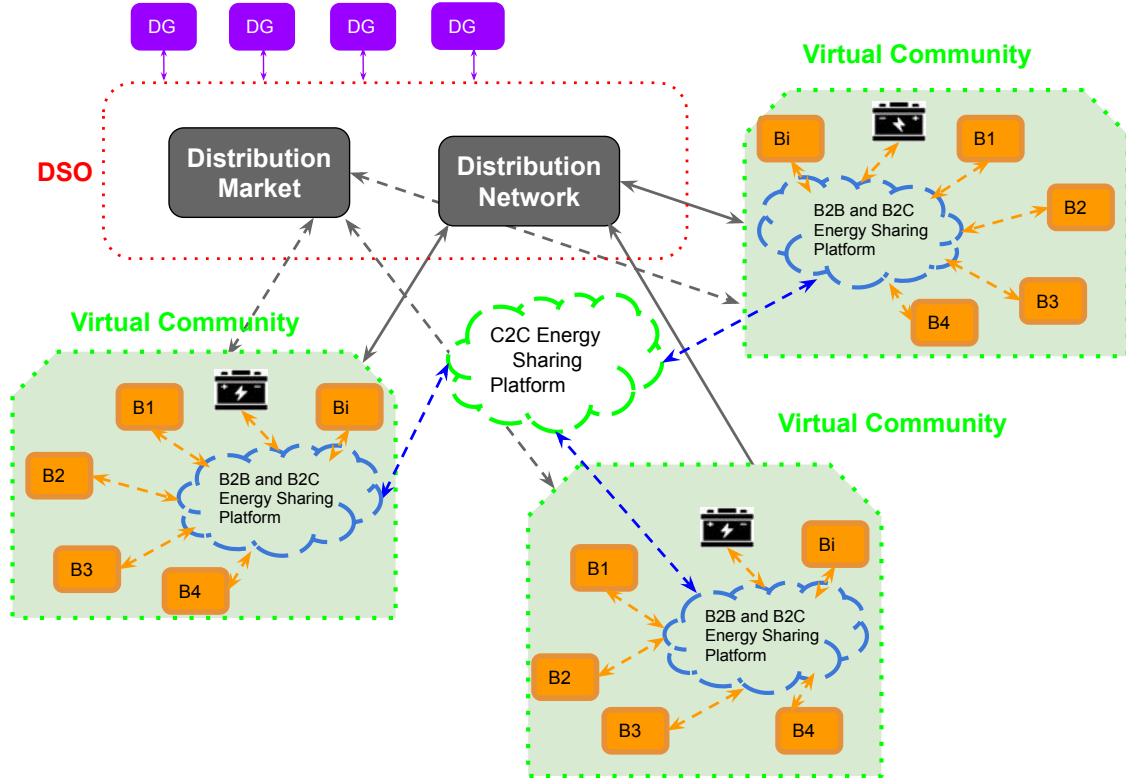 DG
DG
DG
DG
Virtual Community
DSO
Distribution
Market
Distribution
Network
Bi
B1
B2
B3
B4
B2B and B2C
Energy Sharing
Platform
Virtual Community
C2C Energy
Sharing
Platform
B1
Bi
B2
B3
B4
B2B and B2C
Energy Sharing
Platform
Virtual Community
B1
Bi
B2
B3
B4
B2B and B2C
Energy Sharing
Platform